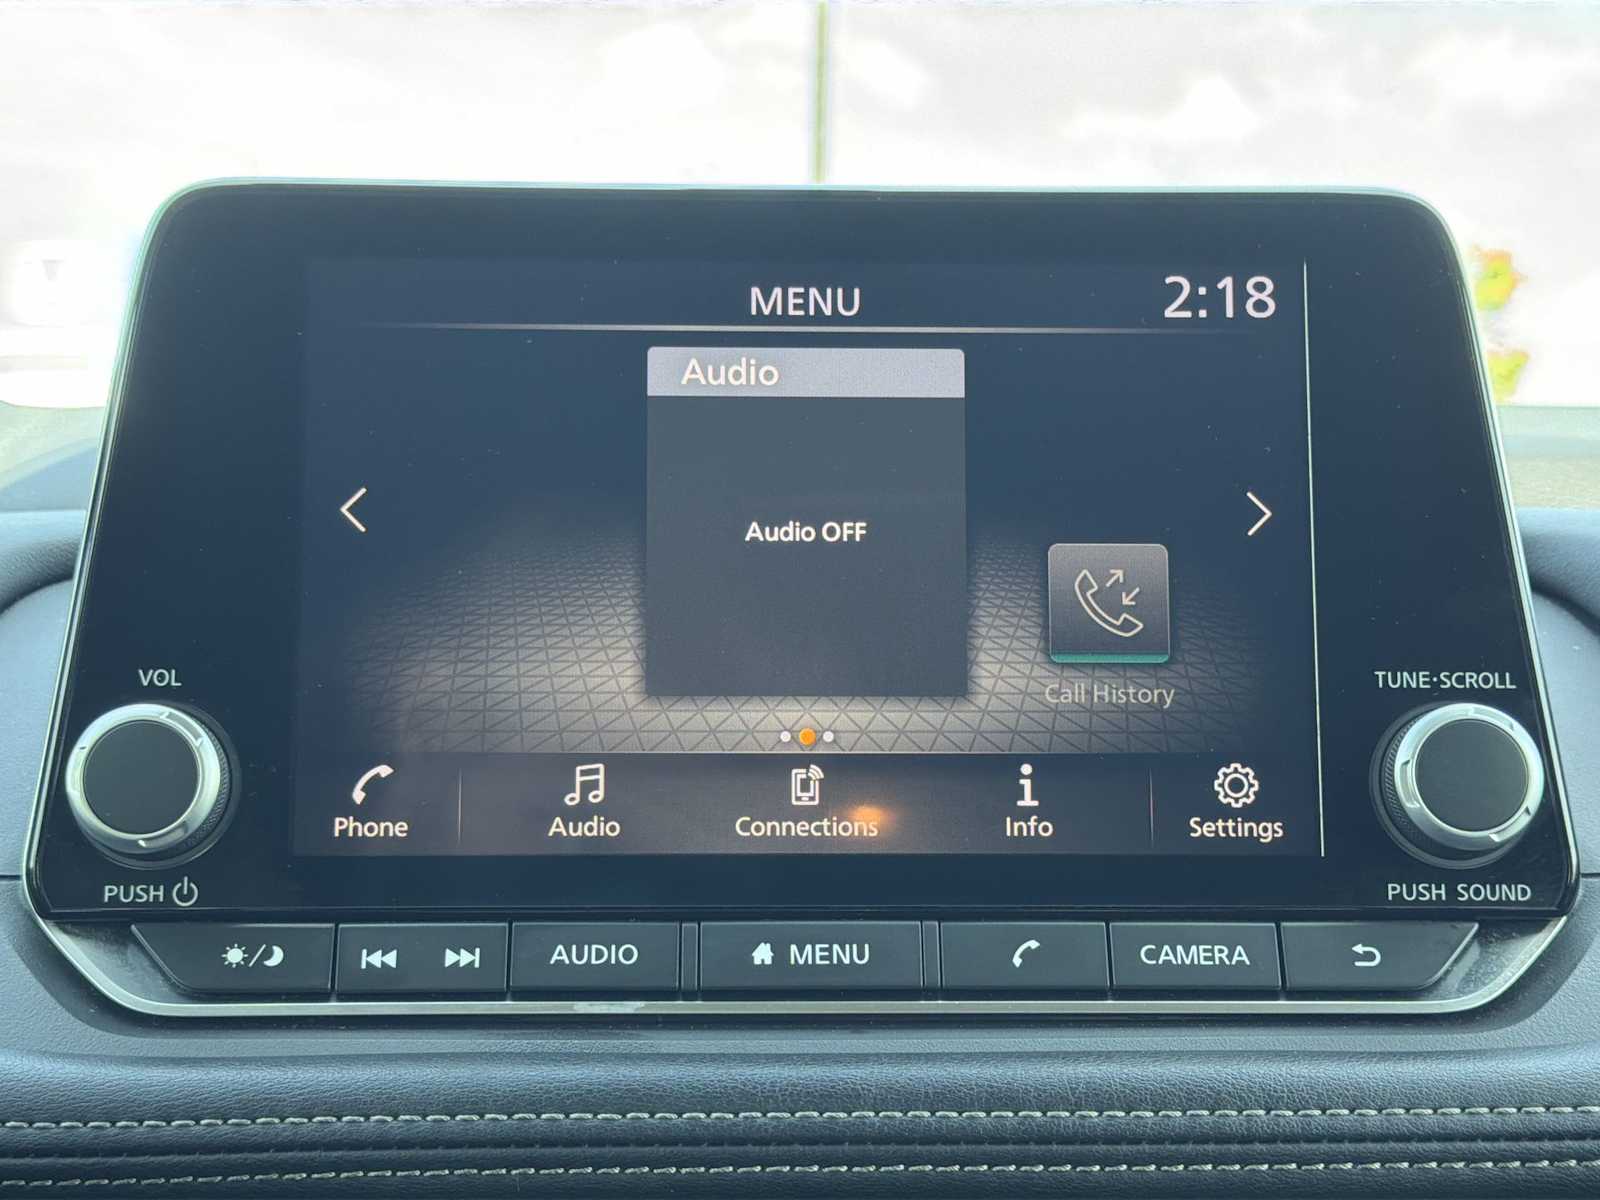 MENU
2:18
Audio
Audio OFF
Call History
VOL
TUNE·SCROLL
Phone
Audio
Connections
Info
Settings
PUSH
PUSH SOUND
AUDIO
MENU
CAMERA